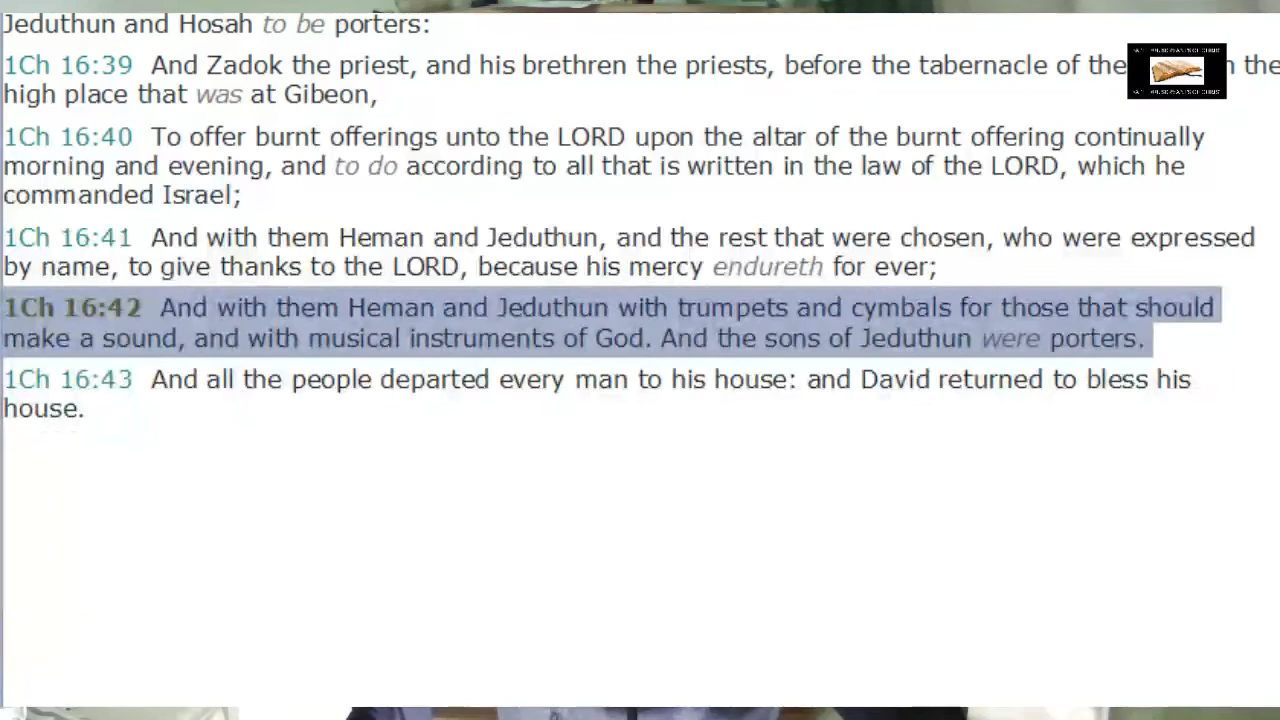 Jeduthun and Hosah to be porters:
1Ch 16:39 And Zadok the priest, and his brethren the priests, before the tabernacle of the the
high place that was at Gibeon,
1Ch 16:40 To offer burnt offerings unto the LORD upon the altar of the burnt offering continually
morning and evening, and to do according to all that is written in the law of the LORD, which he
commanded Israel;
1Ch 16:41 And with them Heman and Jeduthun, and the rest that were chosen, who were expressed
by name, to give thanks to the LORD, because his mercy endureth for ever;
1Ch 16:42 And with them Heman and Jeduthun with trumpets and cymbals for those that should
make a sound, and with musical instruments of God. And the sons of Jeduthun were porters.
1Ch 16:43 And all the people departed every man to his house: and David returned to bless his
house.